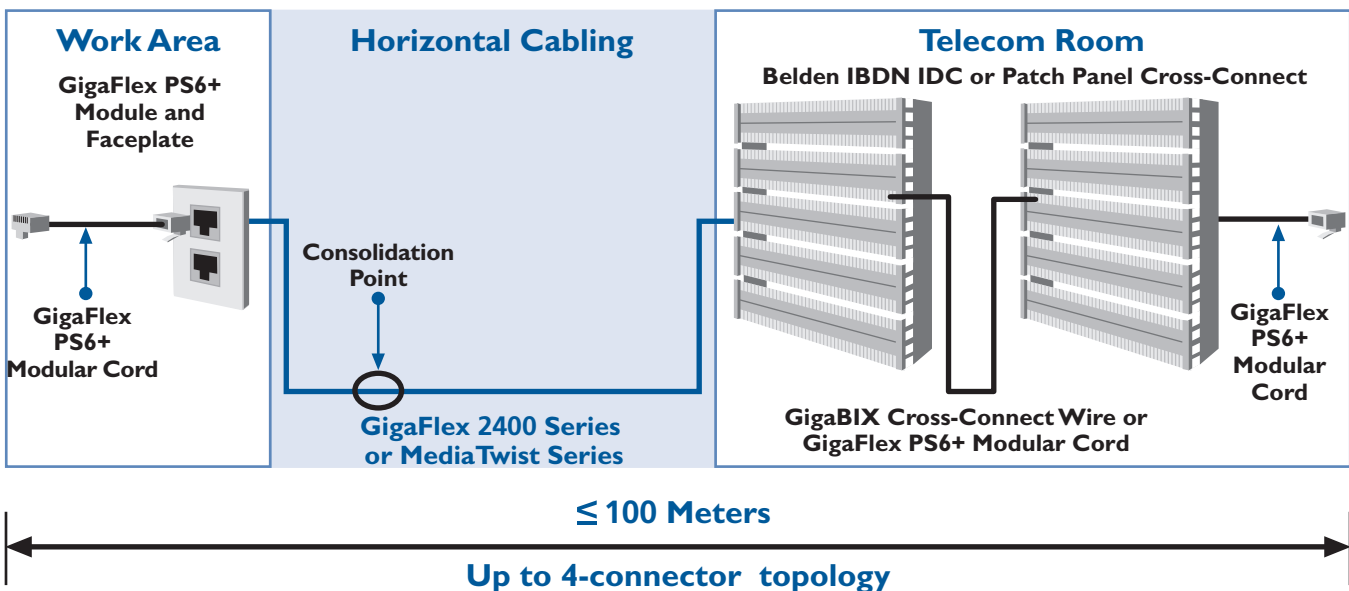 Work Area
GigaFlex PS6+
Module and
Faceplate
GigaFlex
PS6+
Modular Cord
Horizontal Cabling
Consolidation
Point
GigaFlex 2400 Series
or MediaTwist Series
Telecom Room
Belden IBDN IDC or Patch Panel Cross-Connect
GigaFlex
PS6+
Modular
Cord
GigaBIX Cross-Connect Wire or
GigaFlex PS6+ Modular Cord
≤ 100 Meters
Up to 4-connector topology